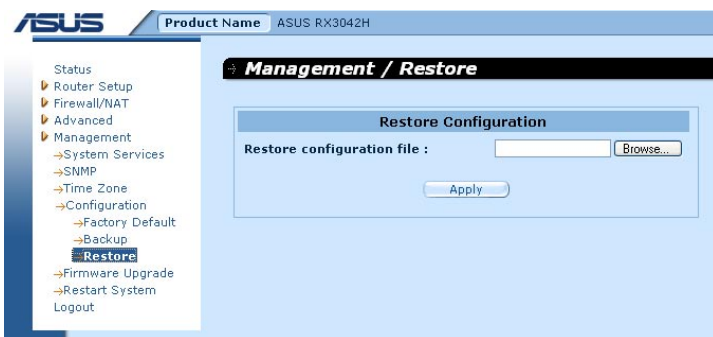 ASUS
Product Name ASUS RX3042H
Status
Router Setup
Firewall/NAT
Advanced
Management
System Services
SNMP
Time Zone
Configuration
Factory Default
Backup
Restore
Firmware Upgrade
Restart System
Logout
Management / Restore
Restore Configuration
Restore configuration file : Browse...
Apply